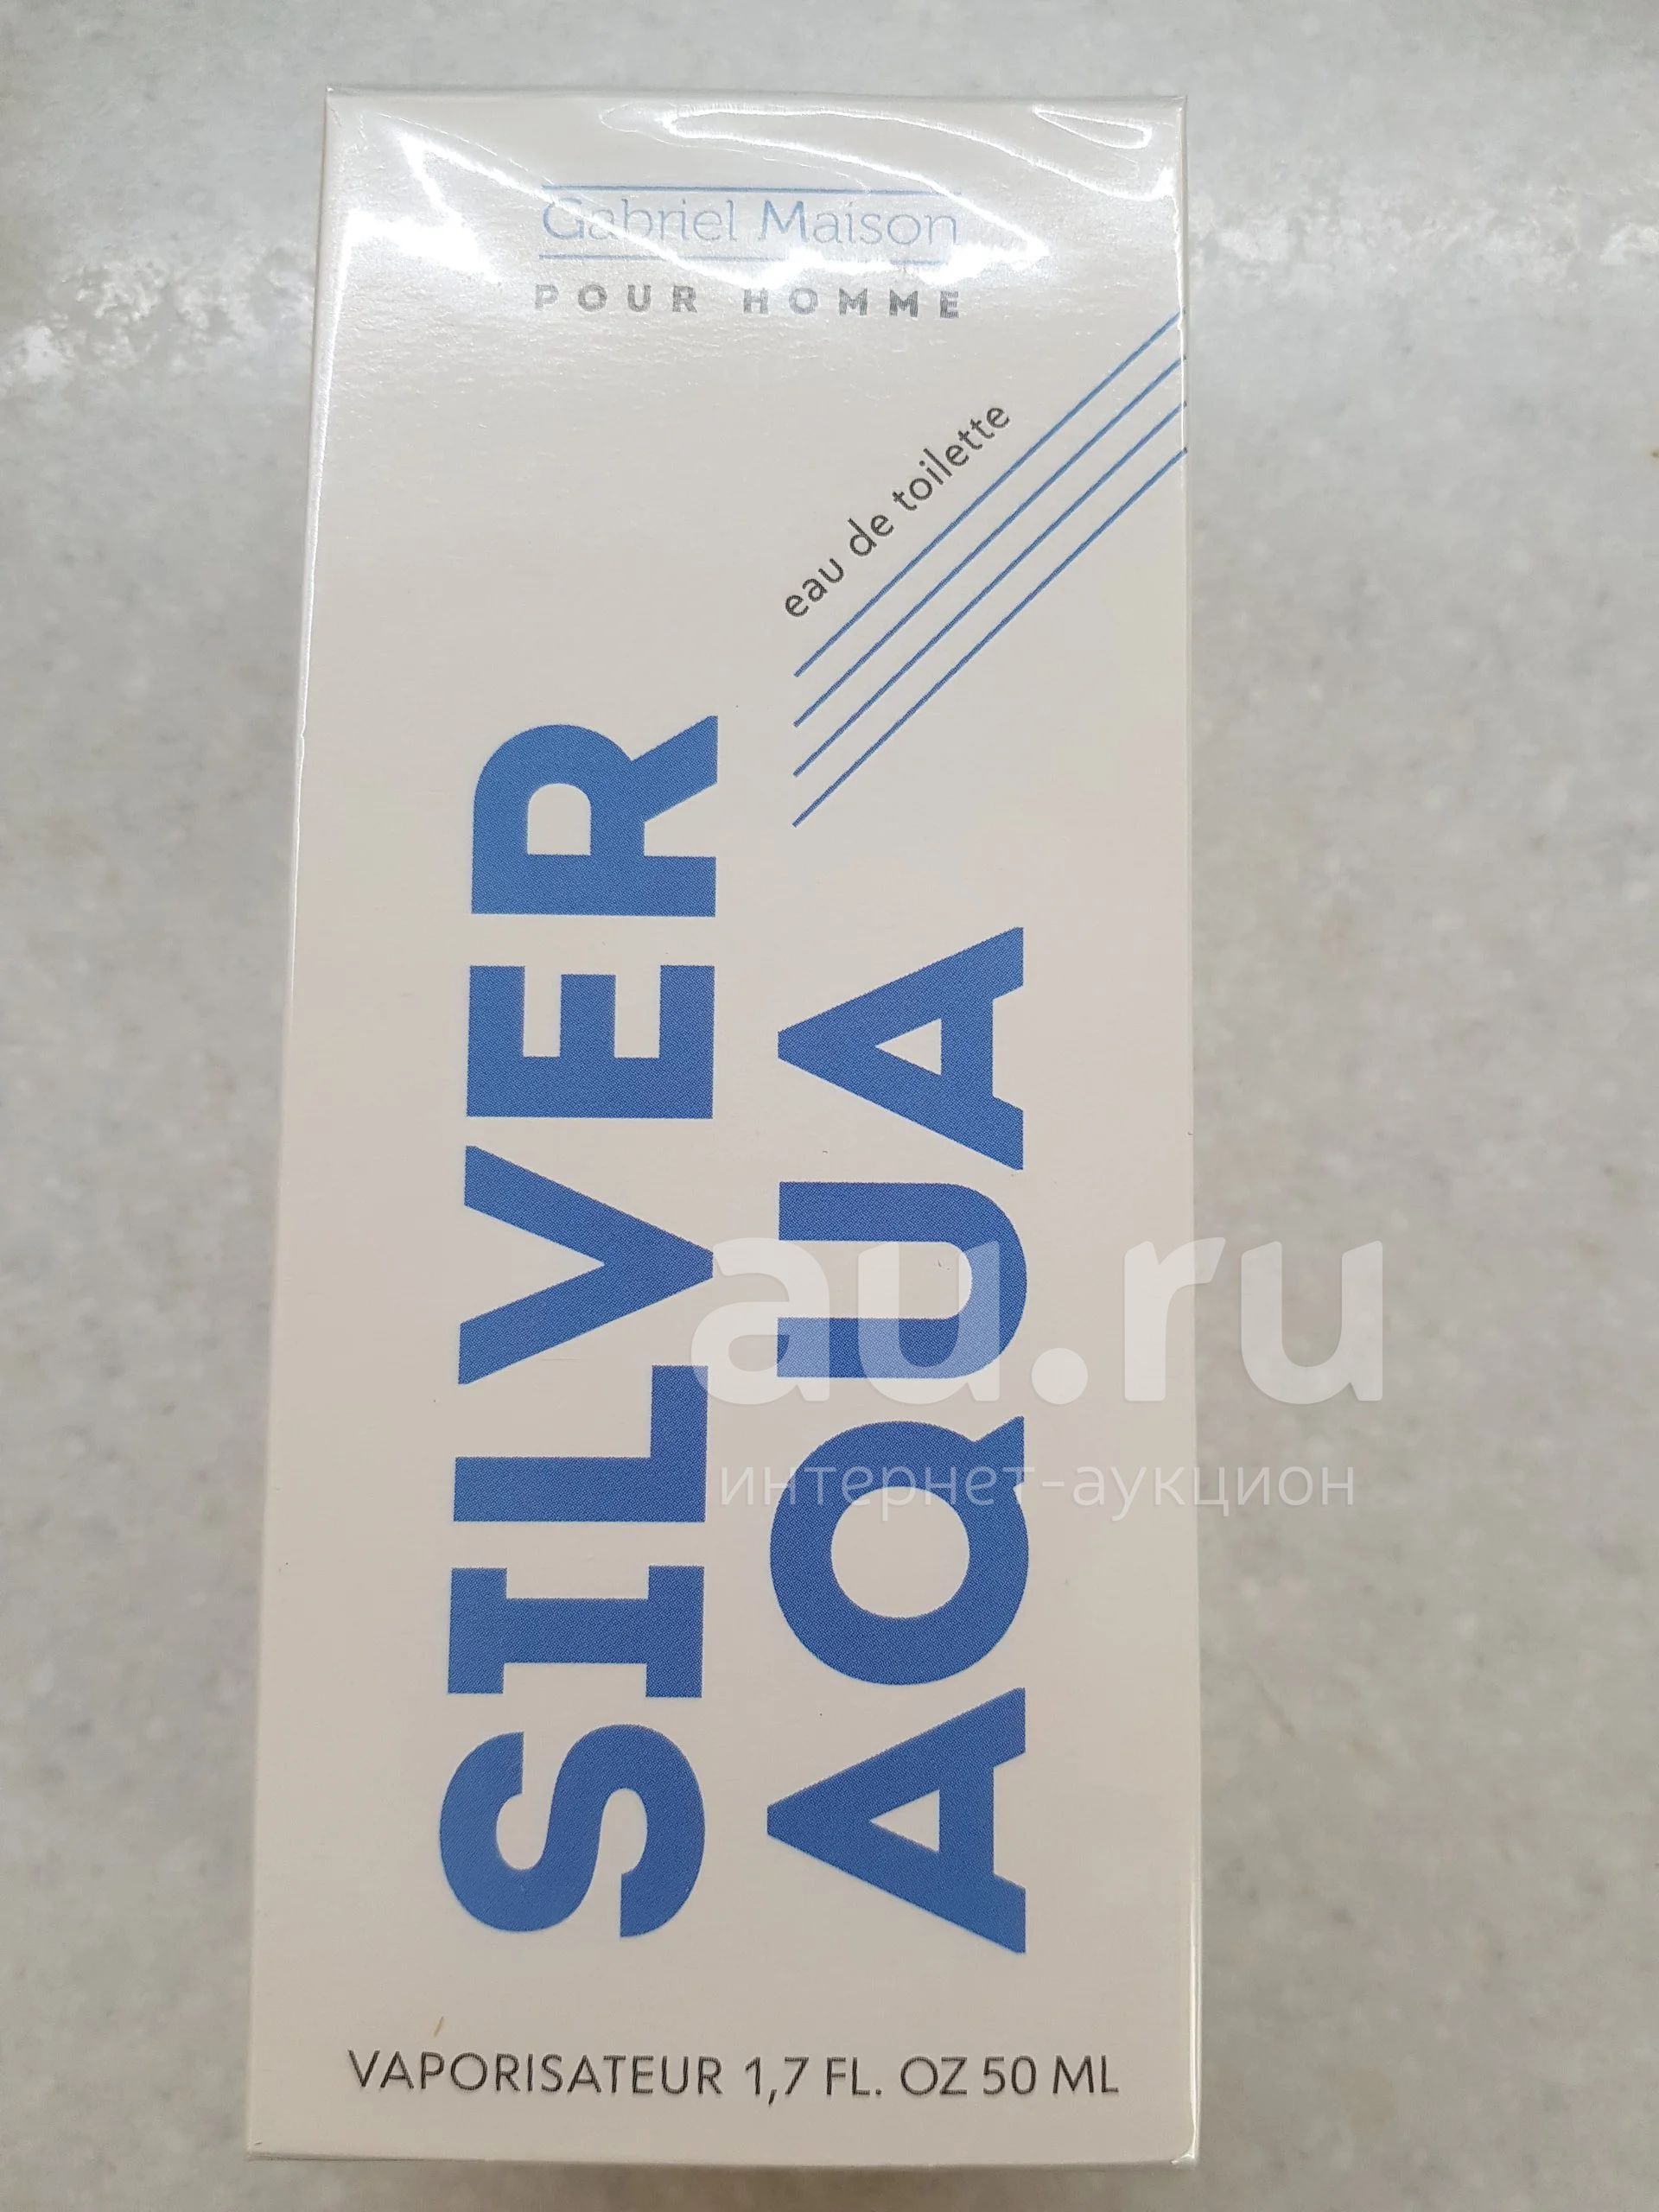 Gabriel Maison
POUR HOMME
eau de toilette
SILVER
AQUA
au.ru
интернет-аукцион
VAPORISATEUR 1,7 FL. OZ 50 ML